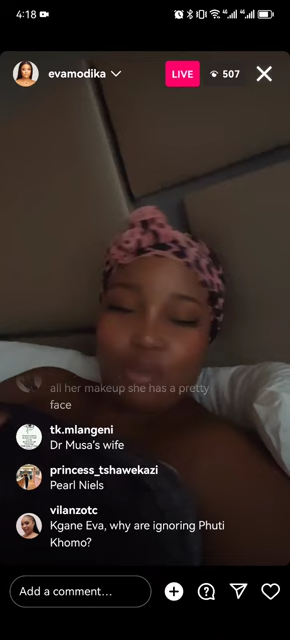 4:18
evamodika
LIVE
507
all her makeup she has a pretty
face
tk.mlangeni
Dr Musa's wife
princess_tshawekazi
Pearl Niels
vilanzotc
Kgane Eva, why are ignoring Phuti
Khomo?
Add a comment...